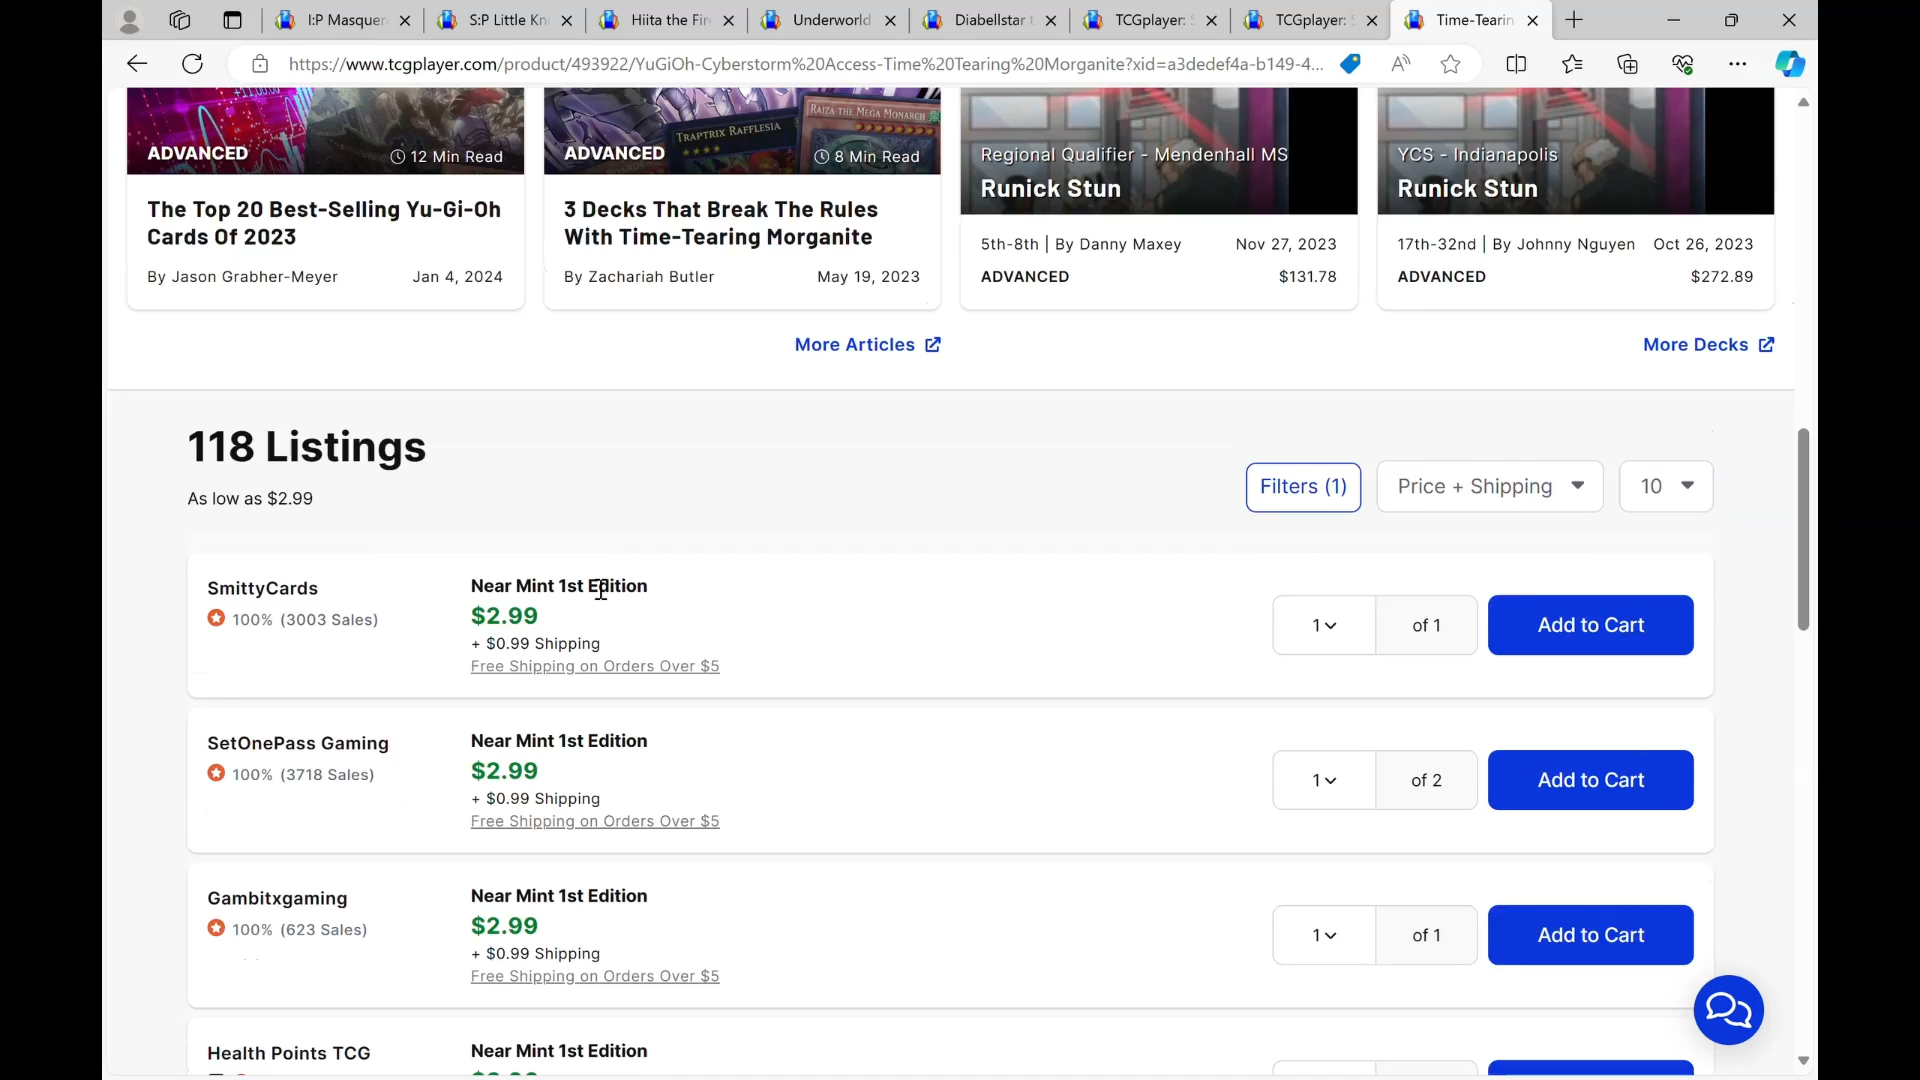 I:P Masquer
S:P Little Kni
Hiita the Fir
Underworld
Diabellstar t
TCGplayer: S
TCGplayer: S
Time-Tearin
https://www.tcgplayer.com/product/493922/YuGiOh-Cyberstorm%20Access-Time%20Tearing%20Morganite?xid=a3dedef4a-b149-4...
ADVANCED
12 Min Read
The Top 20 Best-Selling Yu-Gi-Oh
Cards Of 2023
By Jason Grabher-Meyer
Jan 4, 2024
TRAPTRIX RAFFLESIA
RAIZA THE MEGA MONARCH
ADVANCED
8 Min Read
3 Decks That Break The Rules
With Time-Tearing Morganite
By Zachariah Butler
May 19, 2023
Regional Qualifier - Mendenhall MS
Runick Stun
5th-8th | By Danny Maxey
Nov 27, 2023
ADVANCED
$131.78
YCS - Indianapolis
Runick Stun
17th-32nd | By Johnny Nguyen
Oct 26, 2023
ADVANCED
$272.89
More Articles
More Decks
118 Listings
As low as $2.99
Filters (1)
Price + Shipping
10
SmittyCards
100% (3003 Sales)
Near Mint 1st Edition
$2.99
+ $0.99 Shipping
Free Shipping on Orders Over $5
1
of 1
Add to Cart
SetOnePass Gaming
100% (3718 Sales)
Near Mint 1st Edition
$2.99
+ $0.99 Shipping
Free Shipping on Orders Over $5
1
of 2
Add to Cart
Gambitxgaming
100% (623 Sales)
Near Mint 1st Edition
$2.99
+ $0.99 Shipping
Free Shipping on Orders Over $5
1
of 1
Add to Cart
Health Points TCG
Near Mint 1st Edition